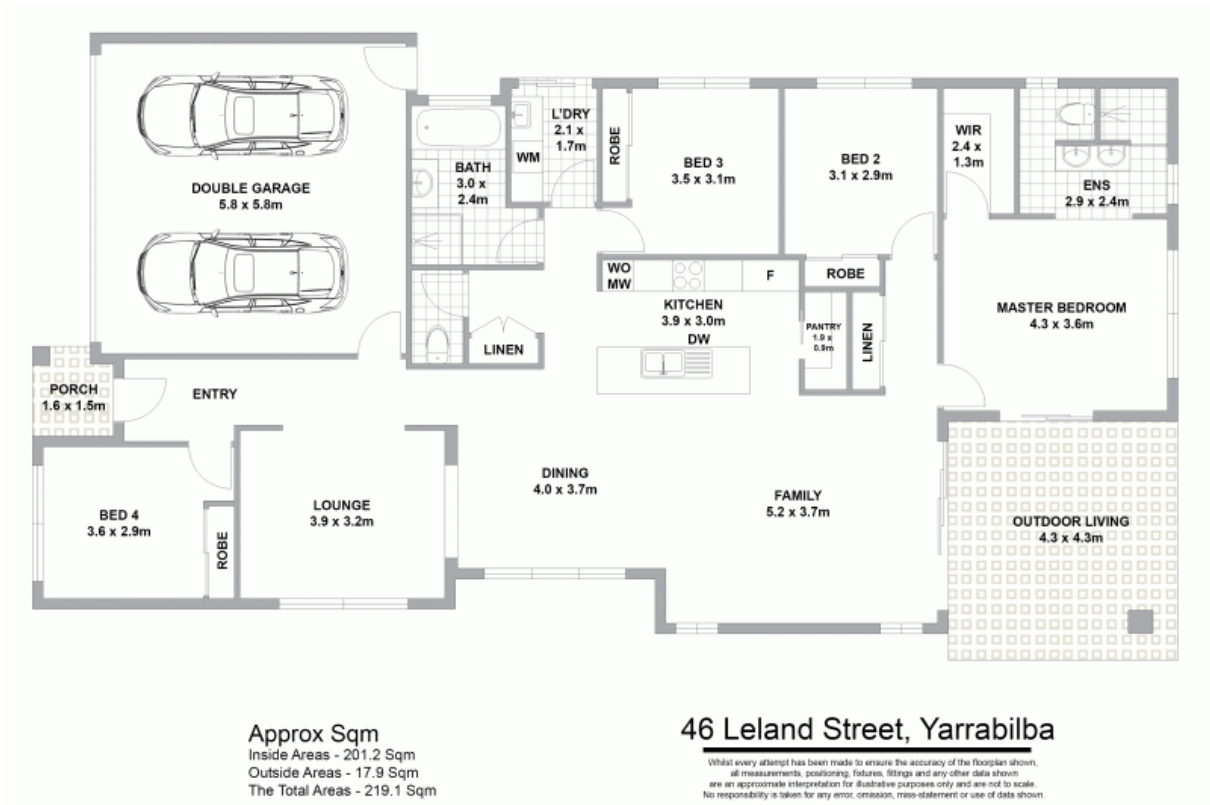 DOUBLE GARAGE
5.8 x 5.8m
BATH
3.0 x
2.4m
L'DRY
2.1 x
1.7m
WM
ROBE
BED 3
3.5 x 3.1m
BED 2
3.1 x 2.9m
WIR
2.4 x
1.3m
ENS
2.9 x 2.4m
WO
MW
F
ROBE
KITCHEN
3.9 x 3.0m
DW
PANTRY
1.9 x
0.9m
LINEN
MASTER BEDROOM
4.3 x 3.6m
LINEN
PORCH
1.6 x 1.5m
ENTRY
BED 4
3.6 x 2.9m
ROBE
LOUNGE
3.9 x 3.2m
DINING
4.0 x 3.7m
FAMILY
5.2 x 3.7m
OUTDOOR LIVING
4.3 x 4.3m
Approx Sqm
Inside Areas - 201.2 Sqm
Outside Areas - 17.9 Sqm
The Total Areas - 219.1 Sqm
46 Leland Street, Yarrabilba
Whilst every attempt has been made to ensure the accuracy of the floorplan shown,
all measurements, positioning, fixtures, fittings and any other data shown
are an approximate interpretation for illustrative purposes only and are not to scale.
No responsibility is taken for any error, omission, miss-statement or use of data shown.